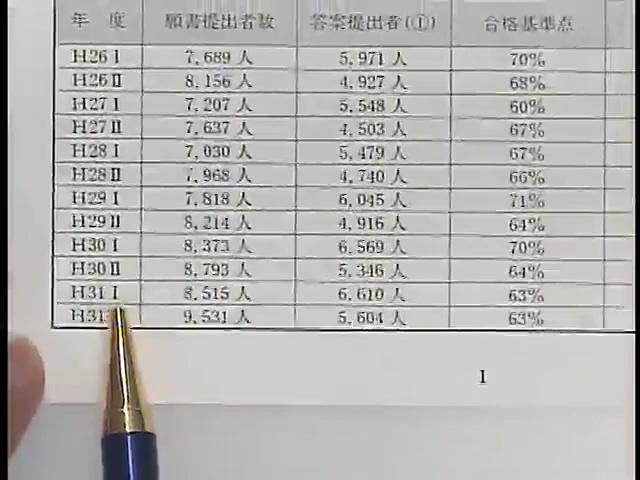 年 度 願書提出者数 答案提出者(①) 合格基準点
H26 I 7,689 人 5,971 人 70%
H26 II 8,156 人 4,927 人 68%
H27 I 7,207 人 5,548 人 60%
H27 II 7,637 人 4,503 人 67%
H28 I 7,030 人 5,479 人 67%
H28 II 7,968 人 4,740 人 66%
H29 I 7,818 人 6,045 人 71%
H29 II 8,214 人 4,916 人 64%
H30 I 8,373 人 6,569 人 70%
H30 II 8,793 人 5,346 人 64%
H31 I 8,515 人 6,610 人 63%
H31 9,531 人 5,604 人 63%
1